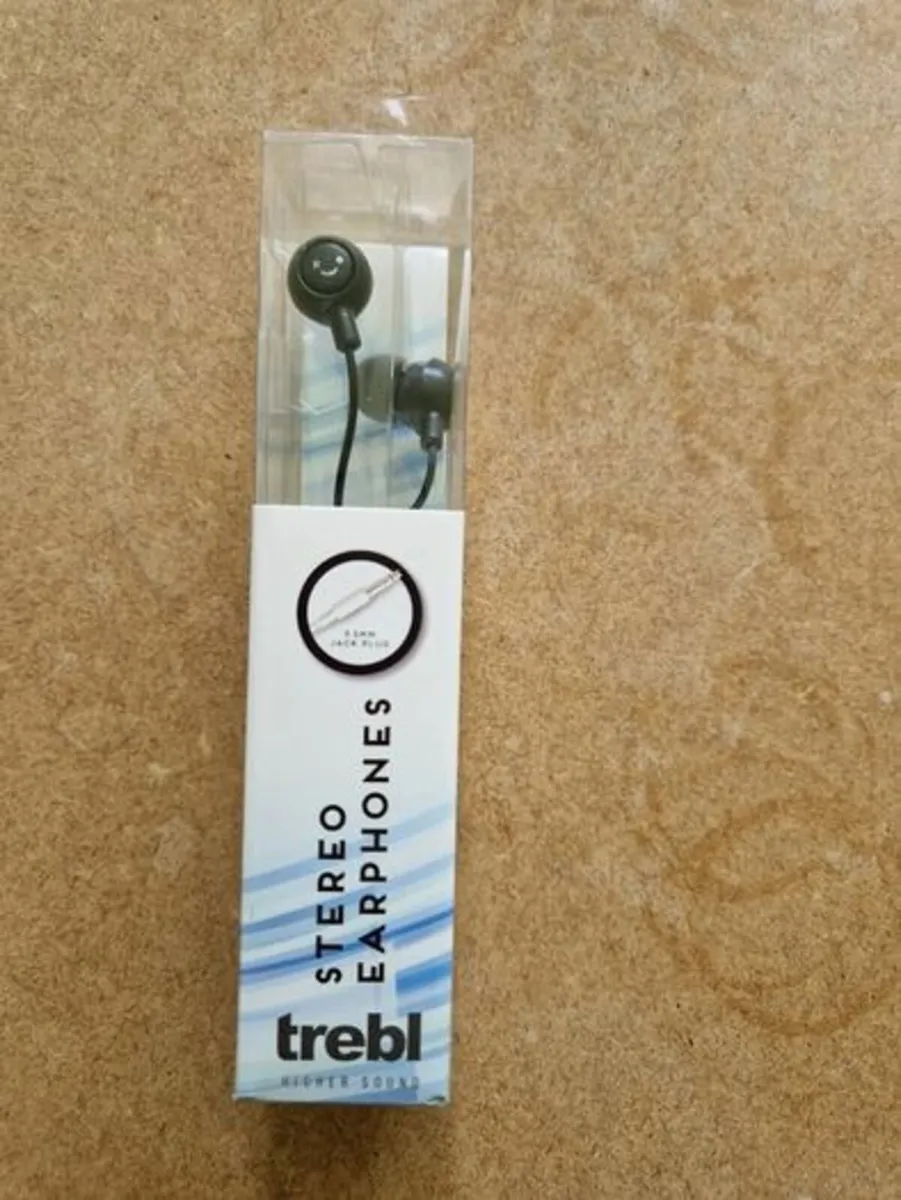 3.5MM
JACK PLUG
STEREO
EARPHONES
trebl
HIGHER SOUND